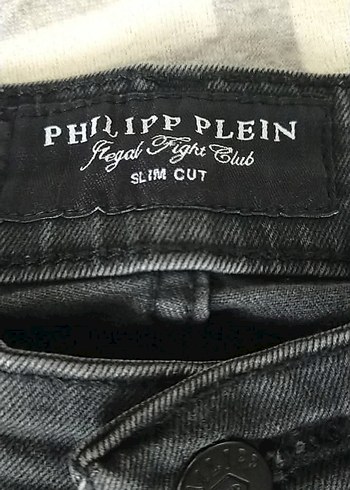 PHILIPP PLEIN
Illegal Fight Club
SLIM CUT